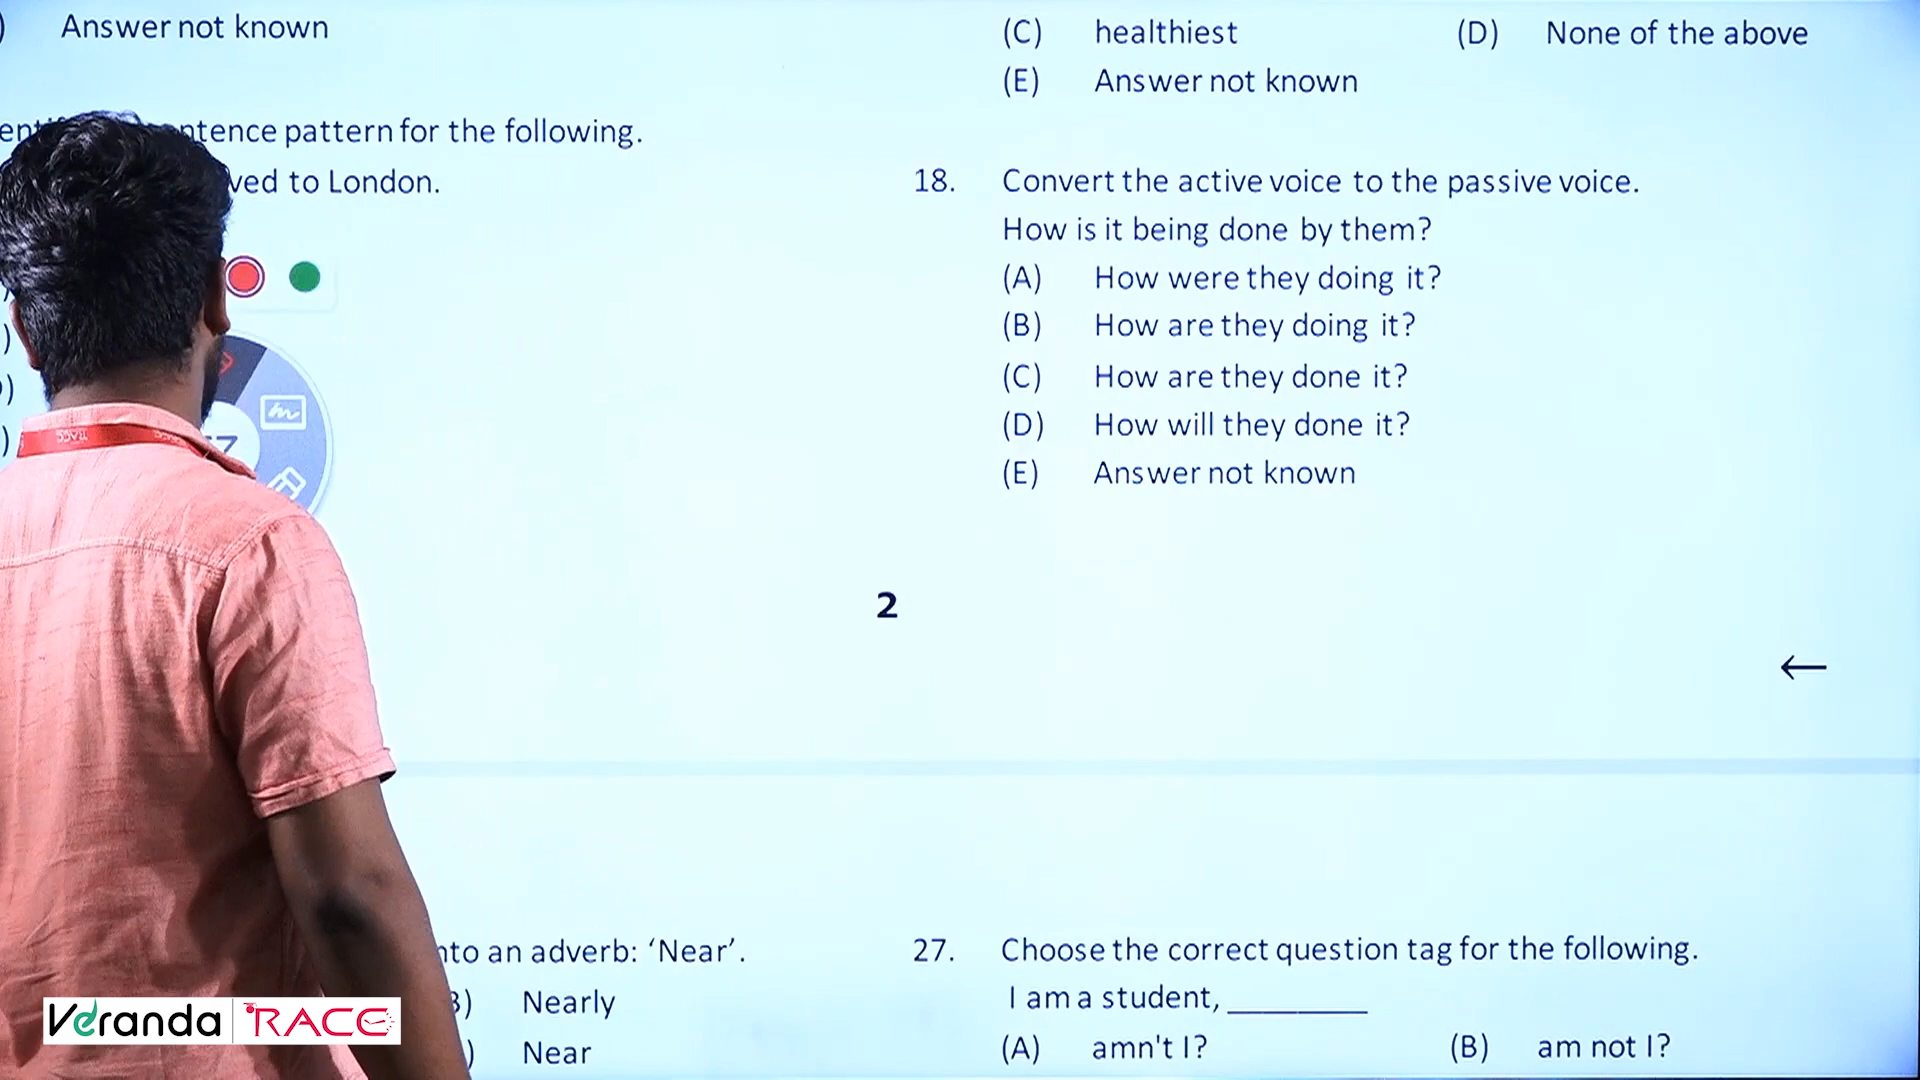 Answer not known
tence pattern for the following.
ved to London.
(C) healthiest (D) None of the above
(E) Answer not known
18. Convert the active voice to the passive voice.
How is it being done by them?
(A) How were they doing it?
(B) How are they doing it?
(C) How are they done it?
(D) How will they done it?
(E) Answer not known
2
←
nto an adverb: ‘Near’.
Nearly
Near
27. Choose the correct question tag for the following.
I am a student, ________
(A) amn't I? (B) am not I?
Veranda RACE